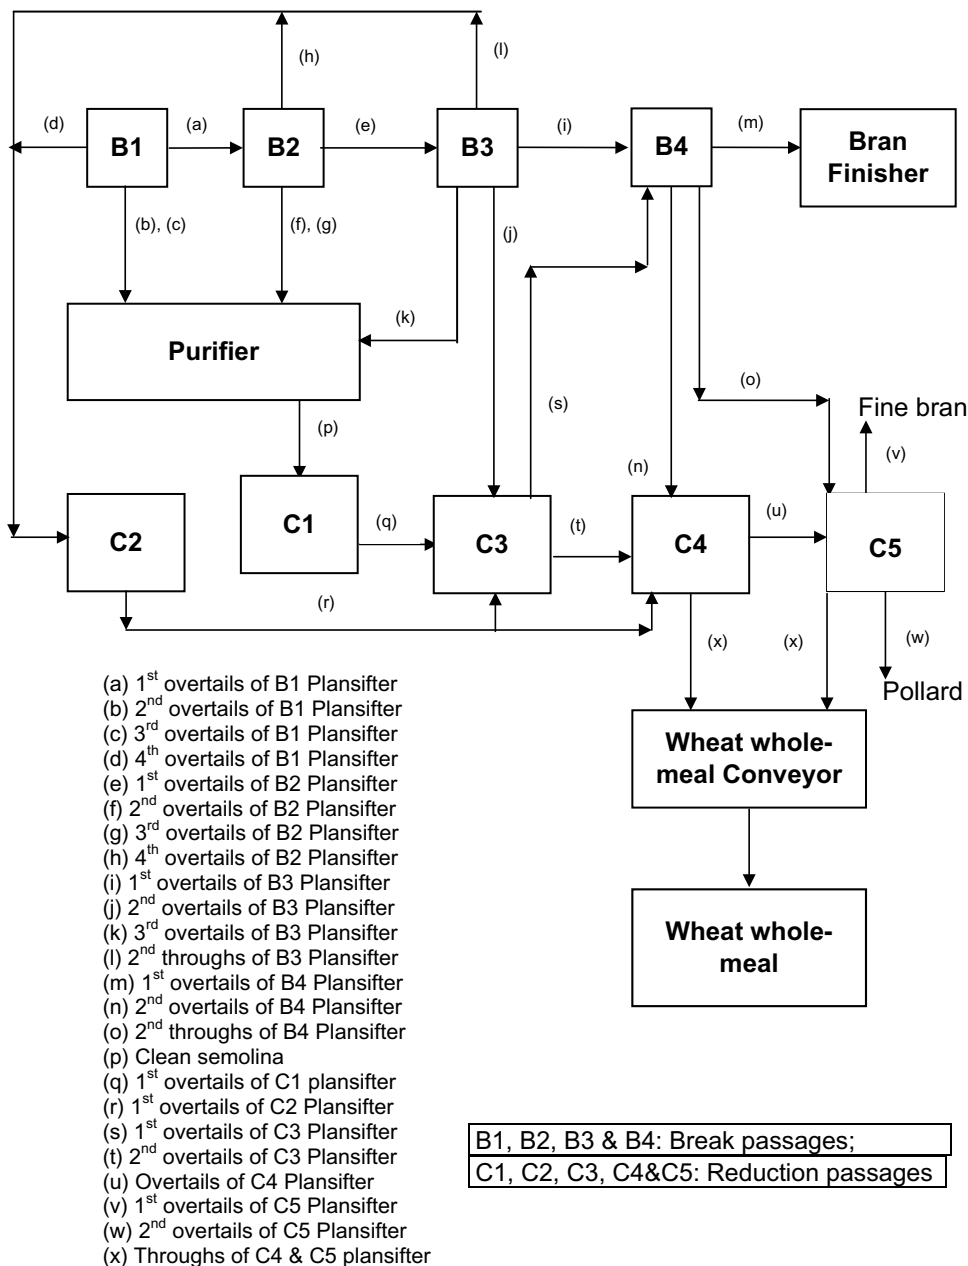 (h)
(l)
(d)
(a)
(e)
(i)
(m)
B1
B2
B3
B4
Bran
Finisher
(b), (c)
(f), (g)
(j)
(k)
Purifier
(s)
(o)
Fine bran
(p)
(v)
(n)
C2
C1
(q)
C3
(t)
C4
(u)
C5
(r)
(x)
(x)
(w)
Pollard
Wheat whole-
meal Conveyor
Wheat whole-
meal
(a) 1st overtails of B1 Plansifter
(b) 2nd overtails of B1 Plansifter
(c) 3rd overtails of B1 Plansifter
(d) 4th overtails of B1 Plansifter
(e) 1st overtails of B2 Plansifter
(f) 2nd overtails of B2 Plansifter
(g) 3rd overtails of B2 Plansifter
(h) 4th overtails of B2 Plansifter
(i) 1st overtails of B3 Plansifter
(j) 2nd overtails of B3 Plansifter
(k) 3rd overtails of B3 Plansifter
(l) 2nd throughs of B3 Plansifter
(m) 1st overtails of B4 Plansifter
(n) 2nd overtails of B4 Plansifter
(o) 2nd throughs of B4 Plansifter
(p) Clean semolina
(q) 1st overtails of C1 plansifter
(r) 1st overtails of C2 Plansifter
(s) 1st overtails of C3 Plansifter
(t) 2nd overtails of C3 Plansifter
(u) Overtails of C4 Plansifter
(v) 1st overtails of C5 Plansifter
(w) 2nd overtails of C5 Plansifter
(x) Throughs of C4 & C5 plansifter
B1, B2, B3 & B4: Break passages;
C1, C2, C3, C4&C5: Reduction passages